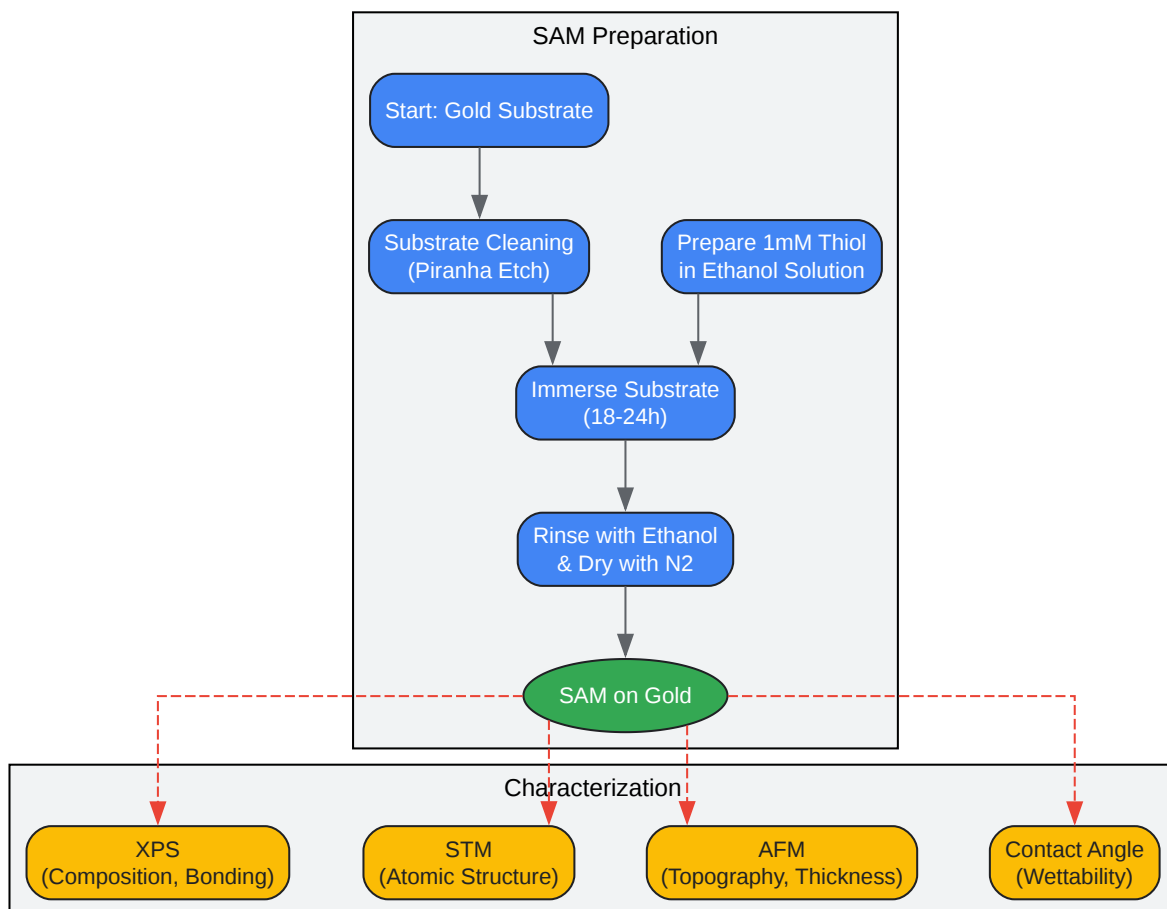 SAM Preparation
Start: Gold Substrate
Substrate Cleaning
(Piranha Etch)
Prepare 1mM Thiol
in Ethanol Solution
Immerse Substrate
(18-24h)
Rinse with Ethanol
& Dry with N2
SAM on Gold
Characterization
XPS
(Composition, Bonding)
STM
(Atomic Structure)
AFM
(Topography, Thickness)
Contact Angle
(Wettability)